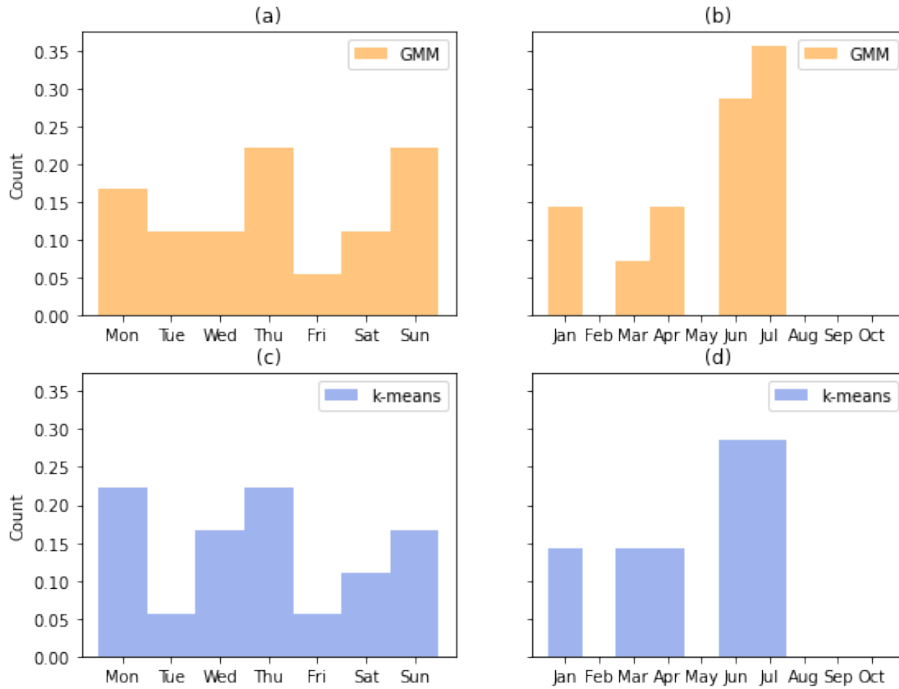 (a)
GMM
Count
0.35
0.30
0.25
0.20
0.15
0.10
0.05
0.00
Mon Tue Wed Thu Fri Sat Sun
(b)
GMM
Jan Feb Mar Apr May Jun Jul Aug Sep Oct
(c)
k-means
Count
0.35
0.30
0.25
0.20
0.15
0.10
0.05
0.00
Mon Tue Wed Thu Fri Sat Sun
(d)
k-means
Jan Feb Mar Apr May Jun Jul Aug Sep Oct